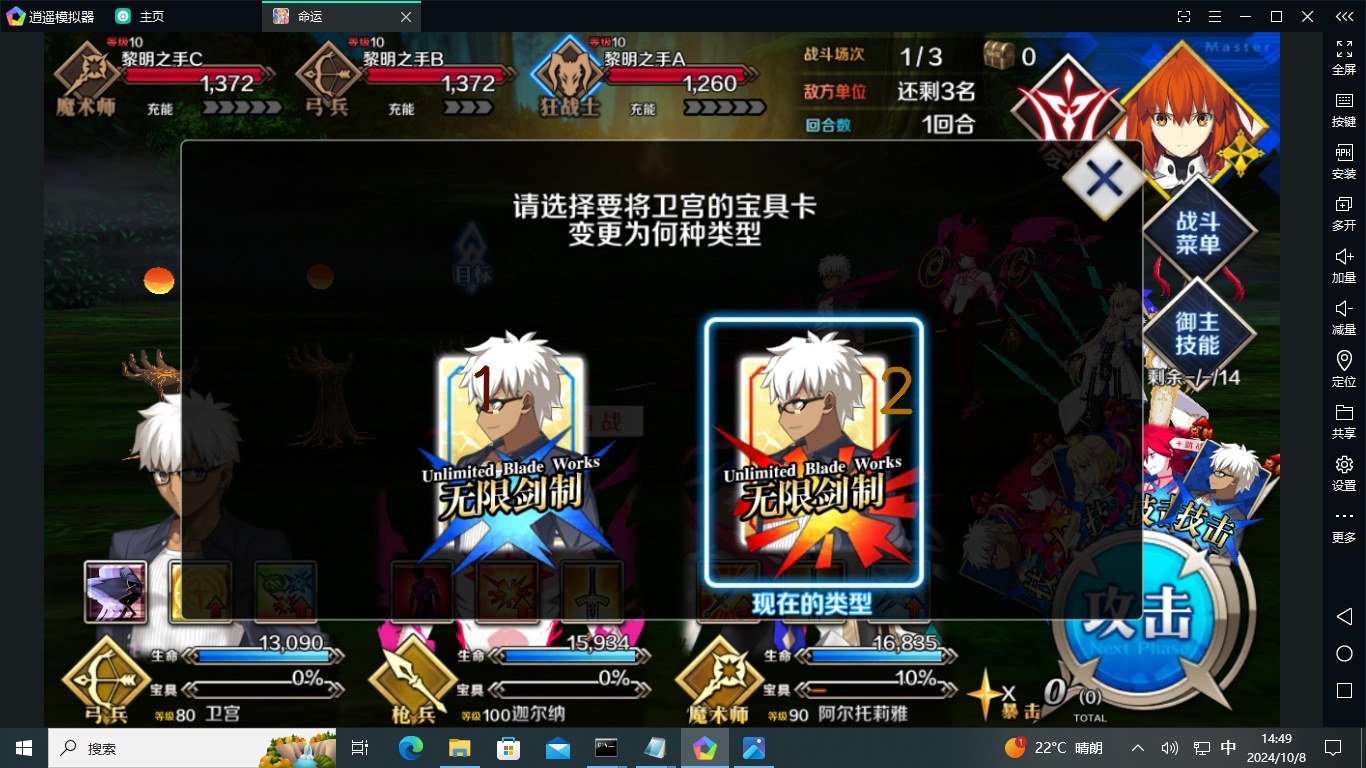 逍遥模拟器
主页
命运
等级10
黎明之手C
1,372
魔术师
充能
等级10
黎明之手B
1,372
弓兵
充能
等级10
黎明之手A
1,260
狂战士
充能
战斗场次 1/3
0
敌方单位 还剩3名
回合数 1回合
Master
战斗
菜单
御主
技能
剩余-/-/14
请选择要将卫宫的宝具卡
变更为何种类型
目标
1
2
Unlimited Blade Works
无限剑制
Unlimited Blade Works
无限剑制
现在的类型
技击
技击
攻击
Next Phase
生命 13,090
宝具 0%
弓兵
等级80 卫宫
生命 15,934
宝具 0%
枪兵
等级100迦尔纳
生命 16,835
宝具 10%
魔术师
等级90 阿尔托莉雅
X
暴击
0
(0)
TOTAL
全屏
按键
APK
安装
多开
加量
减量
定位
共享
设置
更多
搜索
1
22°C 晴朗
中
14:49
2024/10/8